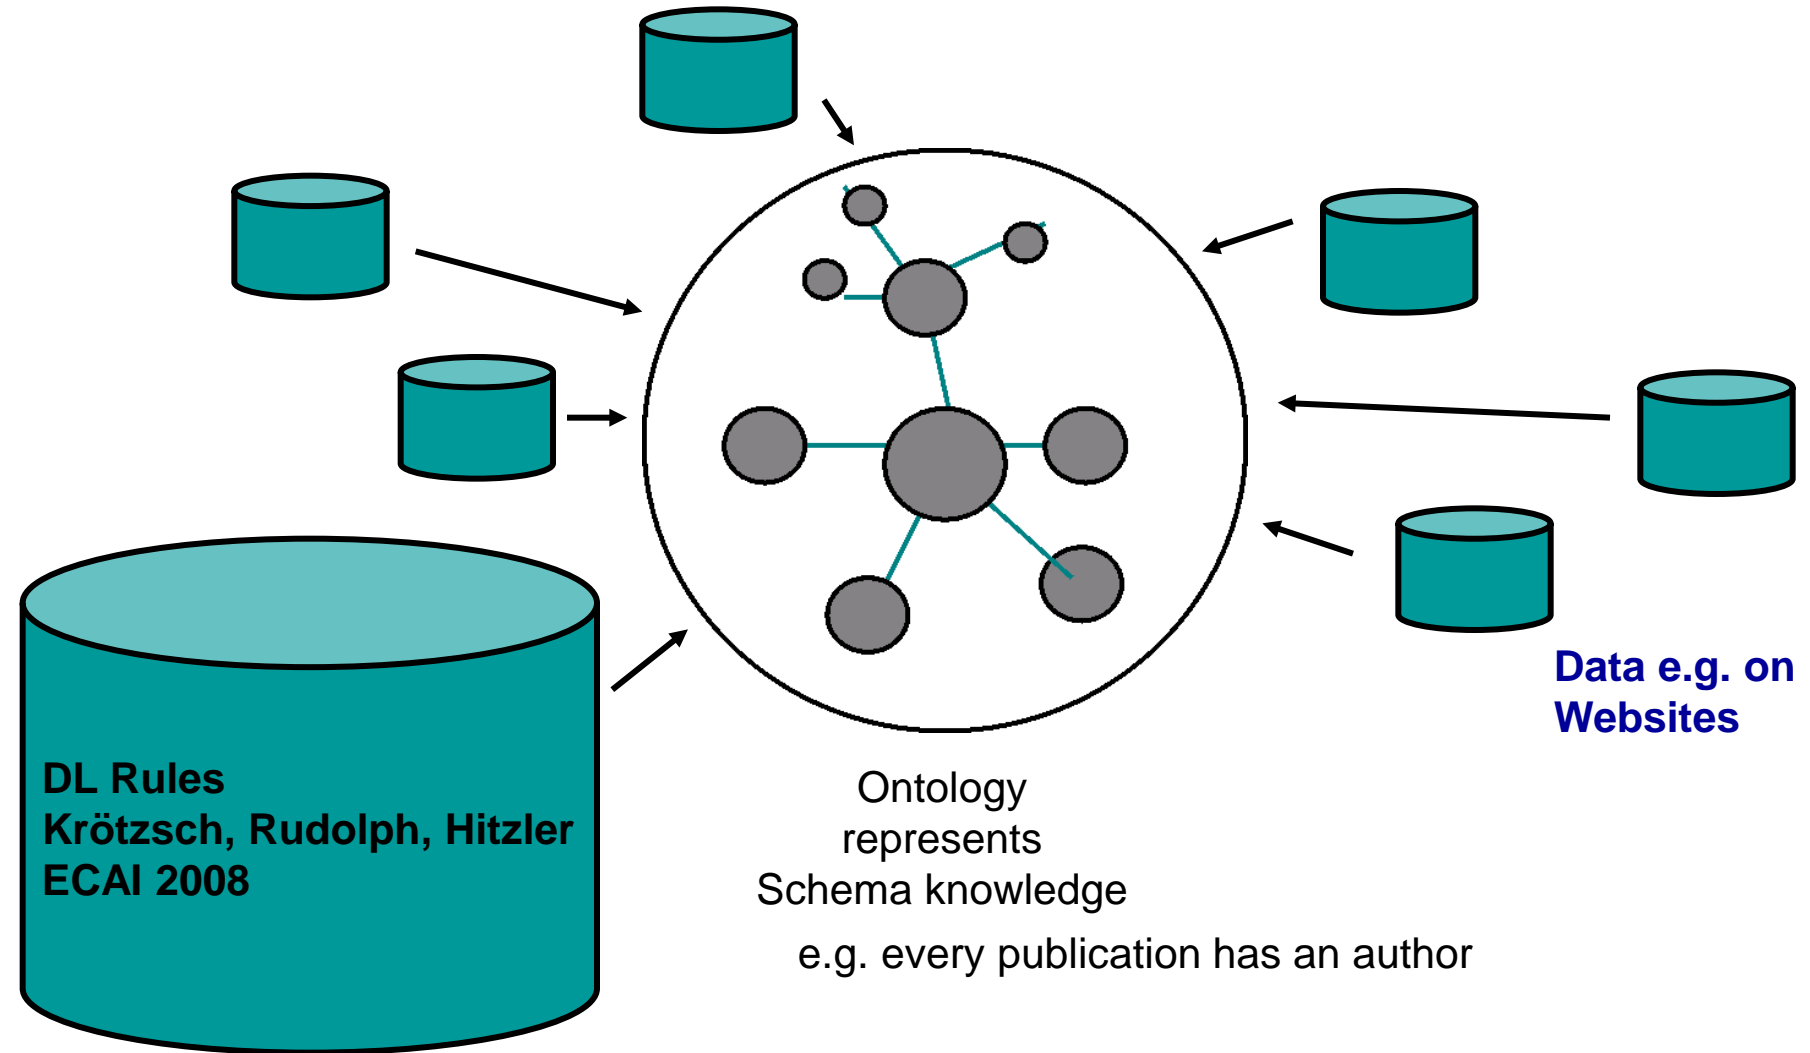 Data e.g. on
Websites
DL Rules
Krötzsch, Rudolph, Hitzler
ECAI 2008
Ontology
represents
Schema knowledge
e.g. every publication has an author